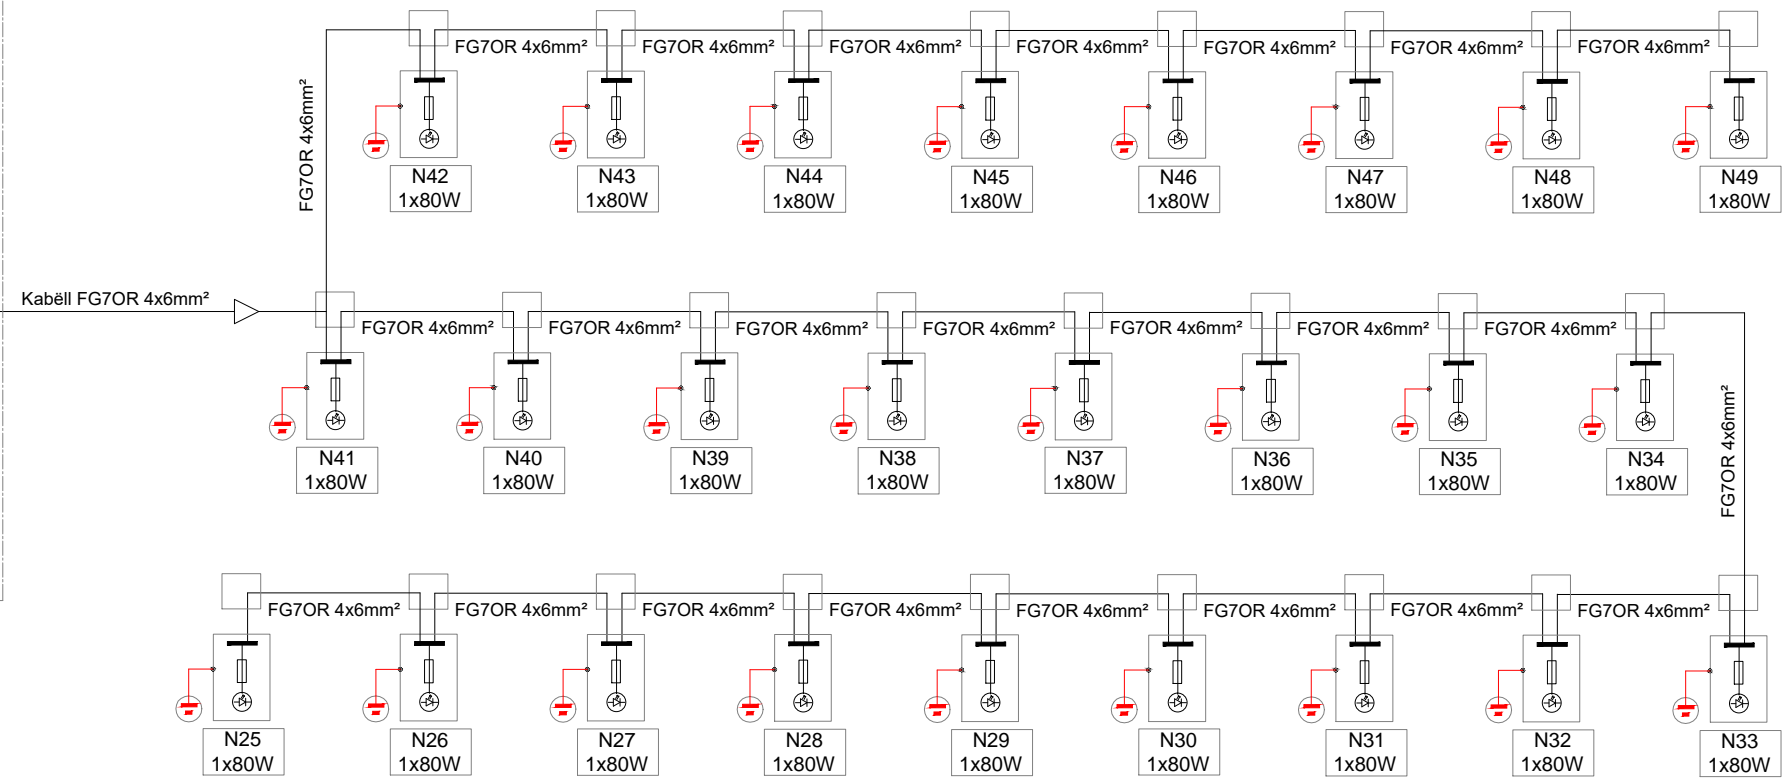 FG7OR 4x6mm² FG7OR 4x6mm² FG7OR 4x6mm² FG7OR 4x6mm² FG7OR 4x6mm² FG7OR 4x6mm² FG7OR 4x6mm²
FG7OR 4x6mm²
N42 N43 N44 N45 N46 N47 N48 N49
1x80W 1x80W 1x80W 1x80W 1x80W 1x80W 1x80W 1x80W
Kabëll FG7OR 4x6mm²
FG7OR 4x6mm² FG7OR 4x6mm² FG7OR 4x6mm² FG7OR 4x6mm² FG7OR 4x6mm² FG7OR 4x6mm² FG7OR 4x6mm²
FG7OR 4x6mm²
N41 N40 N39 N38 N37 N36 N35 N34
1x80W 1x80W 1x80W 1x80W 1x80W 1x80W 1x80W 1x80W
FG7OR 4x6mm² FG7OR 4x6mm² FG7OR 4x6mm² FG7OR 4x6mm² FG7OR 4x6mm² FG7OR 4x6mm² FG7OR 4x6mm² FG7OR 4x6mm²
N25 N26 N27 N28 N29 N30 N31 N32 N33
1x80W 1x80W 1x80W 1x80W 1x80W 1x80W 1x80W 1x80W 1x80W